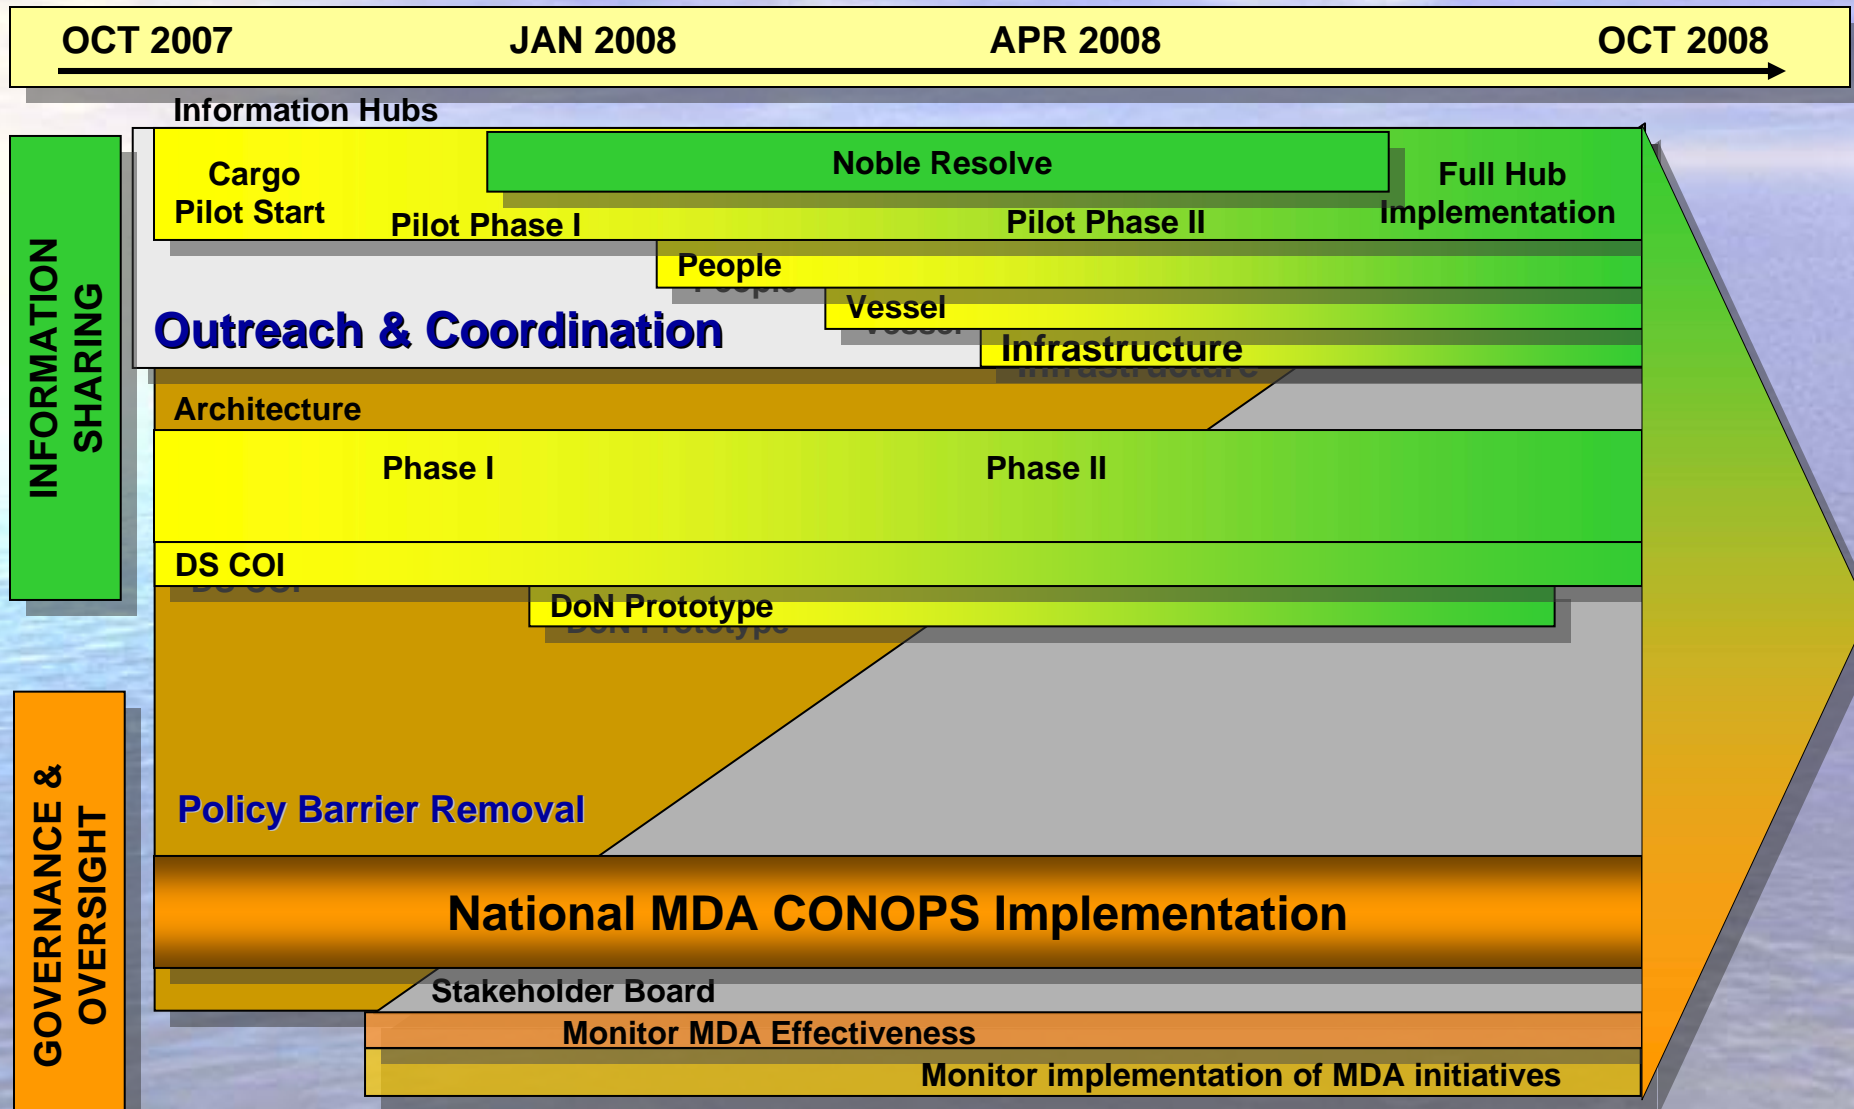 OCT 2007 JAN 2008 APR 2008 OCT 2008
Information Hubs
INFORMATION
SHARING
Cargo
Pilot Start
Noble Resolve
Full Hub
Implementation
Pilot Phase I
Pilot Phase II
People
Vessel
Outreach & Coordination
Infrastructure
Architecture
Phase I
Phase II
DS COI
DoN Prototype
GOVERNANCE &
OVERSIGHT
Policy Barrier Removal
National MDA CONOPS Implementation
Stakeholder Board
Monitor MDA Effectiveness
Monitor implementation of MDA initiatives